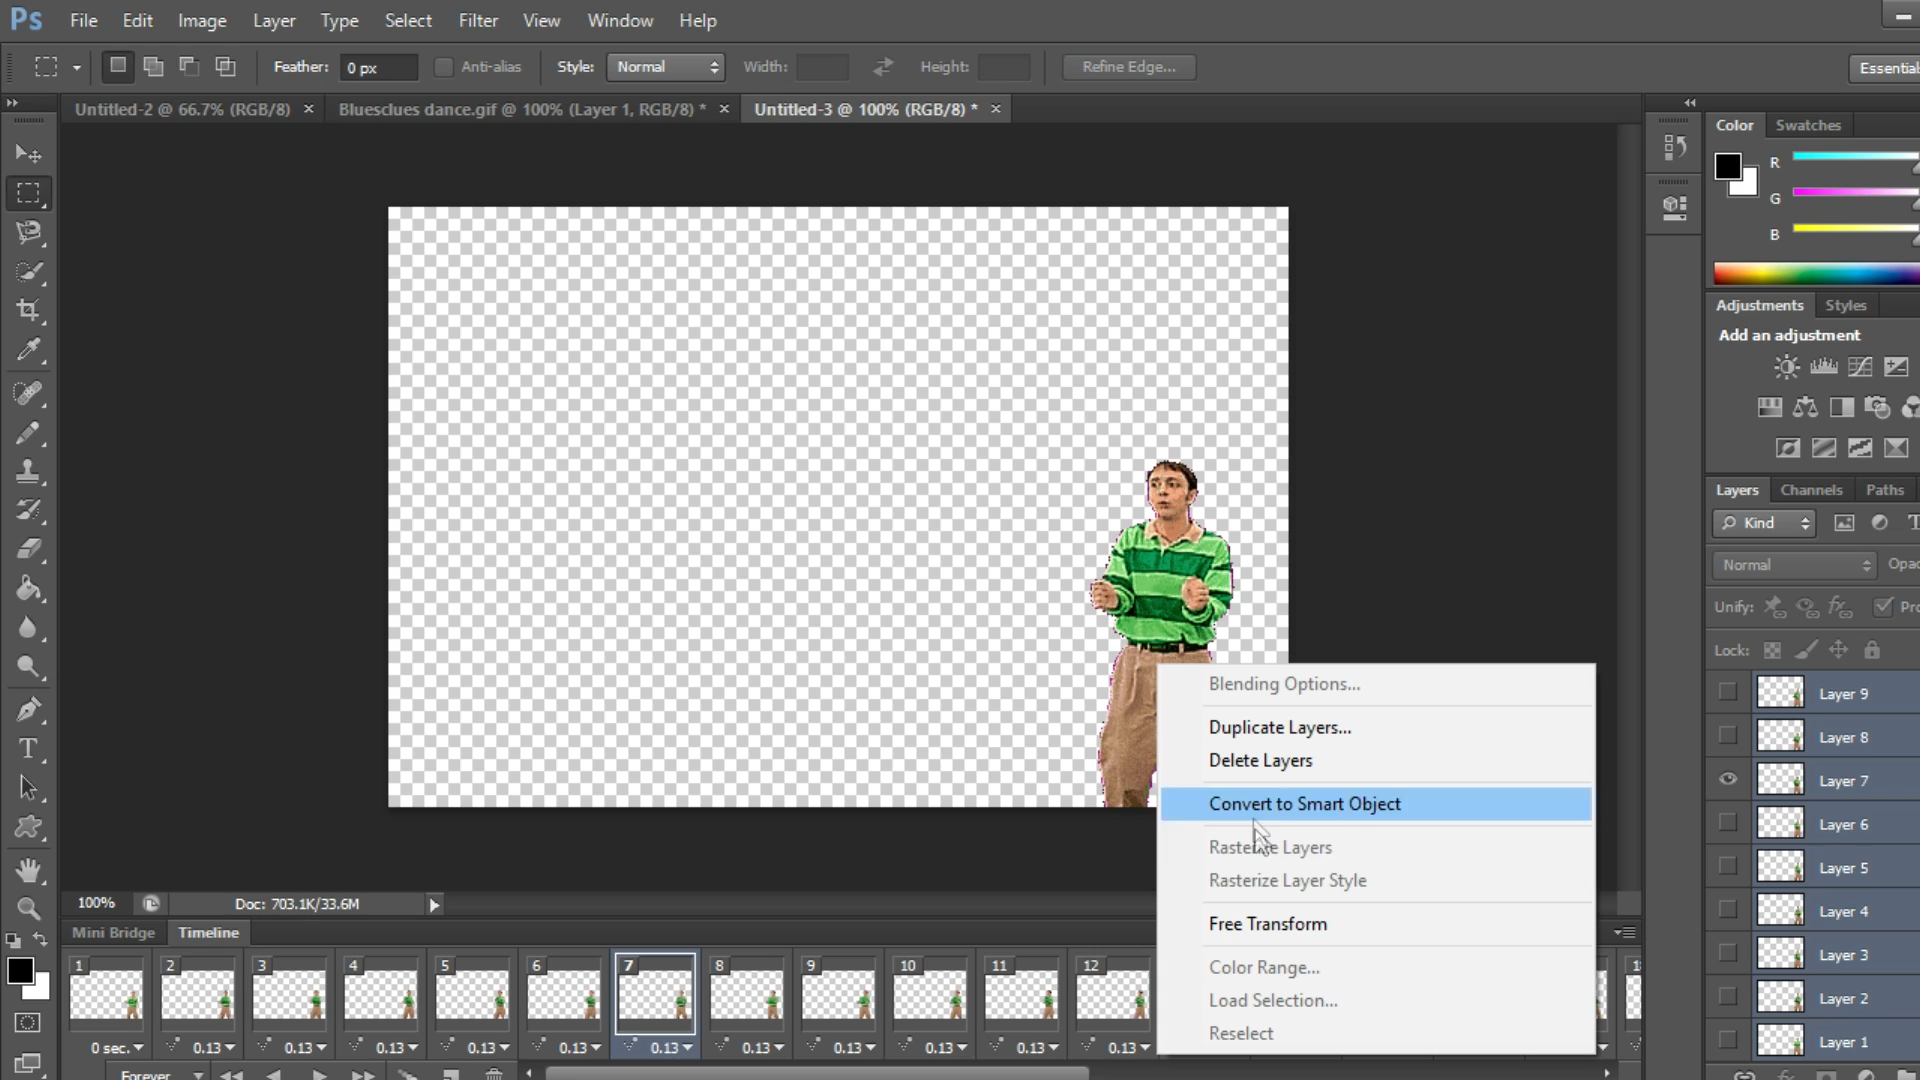 Ps File Edit Image Layer Type Select Filter View Window Help
Feather: 0 px Anti-alias Style: Normal Width: Height: Refine Edge... Essential
Untitled-2 @ 66.7% (RGB/8) × Bluesclues dance.gif @ 100% (Layer 1, RGB/8) * × Untitled-3 @ 100% (RGB/8) * ×
Color Swatches
R
G
B
Adjustments Styles
Add an adjustment
Layers Channels Paths
Kind
Normal Opac
Unify: Pro
Lock:
Layer 9
Layer 8
Layer 7
Layer 6
Layer 5
Layer 4
Layer 3
Layer 2
Layer 1
Blending Options...
Duplicate Layers...
Delete Layers
Convert to Smart Object
Rasterize Layers
Rasterize Layer Style
Free Transform
Color Range...
Load Selection...
Reselect
100% Doc: 703.1K/33.6M
Mini Bridge Timeline
1 2 3 4 5 6 7 8 9 10 11 12
0 sec. 0.13 0.13 0.13 0.13 0.13 0.13 0.13 0.13 0.13 0.13 0.13
Forever